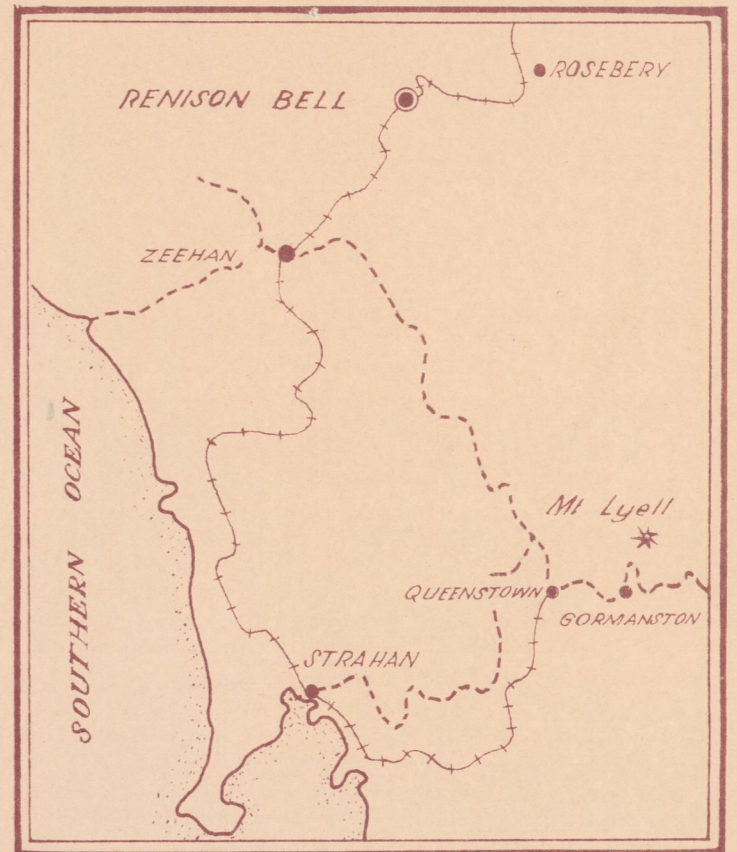 ROSEBERY
RENISON BELL
ZEEHAN
SOUTHERN OCEAN
Mt Lyell
QUEENSTOWN
GORMANSTON
STRAHAN